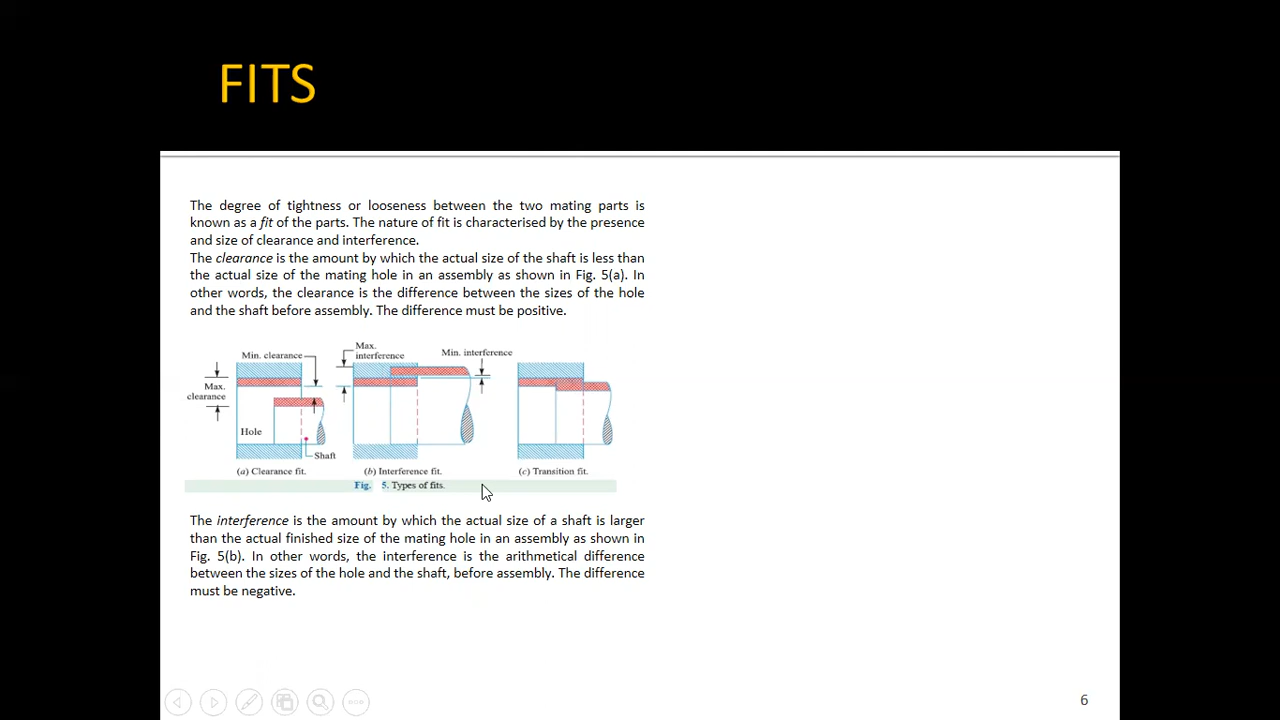 FITS
The degree of tightness or looseness between the two mating parts is
known as a fit of the parts. The nature of fit is characterised by the presence
and size of clearance and interference.
The clearance is the amount by which the actual size of the shaft is less than
the actual size of the mating hole in an assembly as shown in Fig. 5(a). In
other words, the clearance is the difference between the sizes of the hole
and the shaft before assembly. The difference must be positive.
Min. clearance
Max.
interference
Min. interference
Max.
clearance
Hole
Shaft
(a) Clearance fit.
(b) Interference fit.
(c) Transition fit.
Fig. 5. Types of fits.
The interference is the amount by which the actual size of a shaft is larger
than the actual finished size of the mating hole in an assembly as shown in
Fig. 5(b). In other words, the interference is the arithmetical difference
between the sizes of the hole and the shaft, before assembly. The difference
must be negative.
6